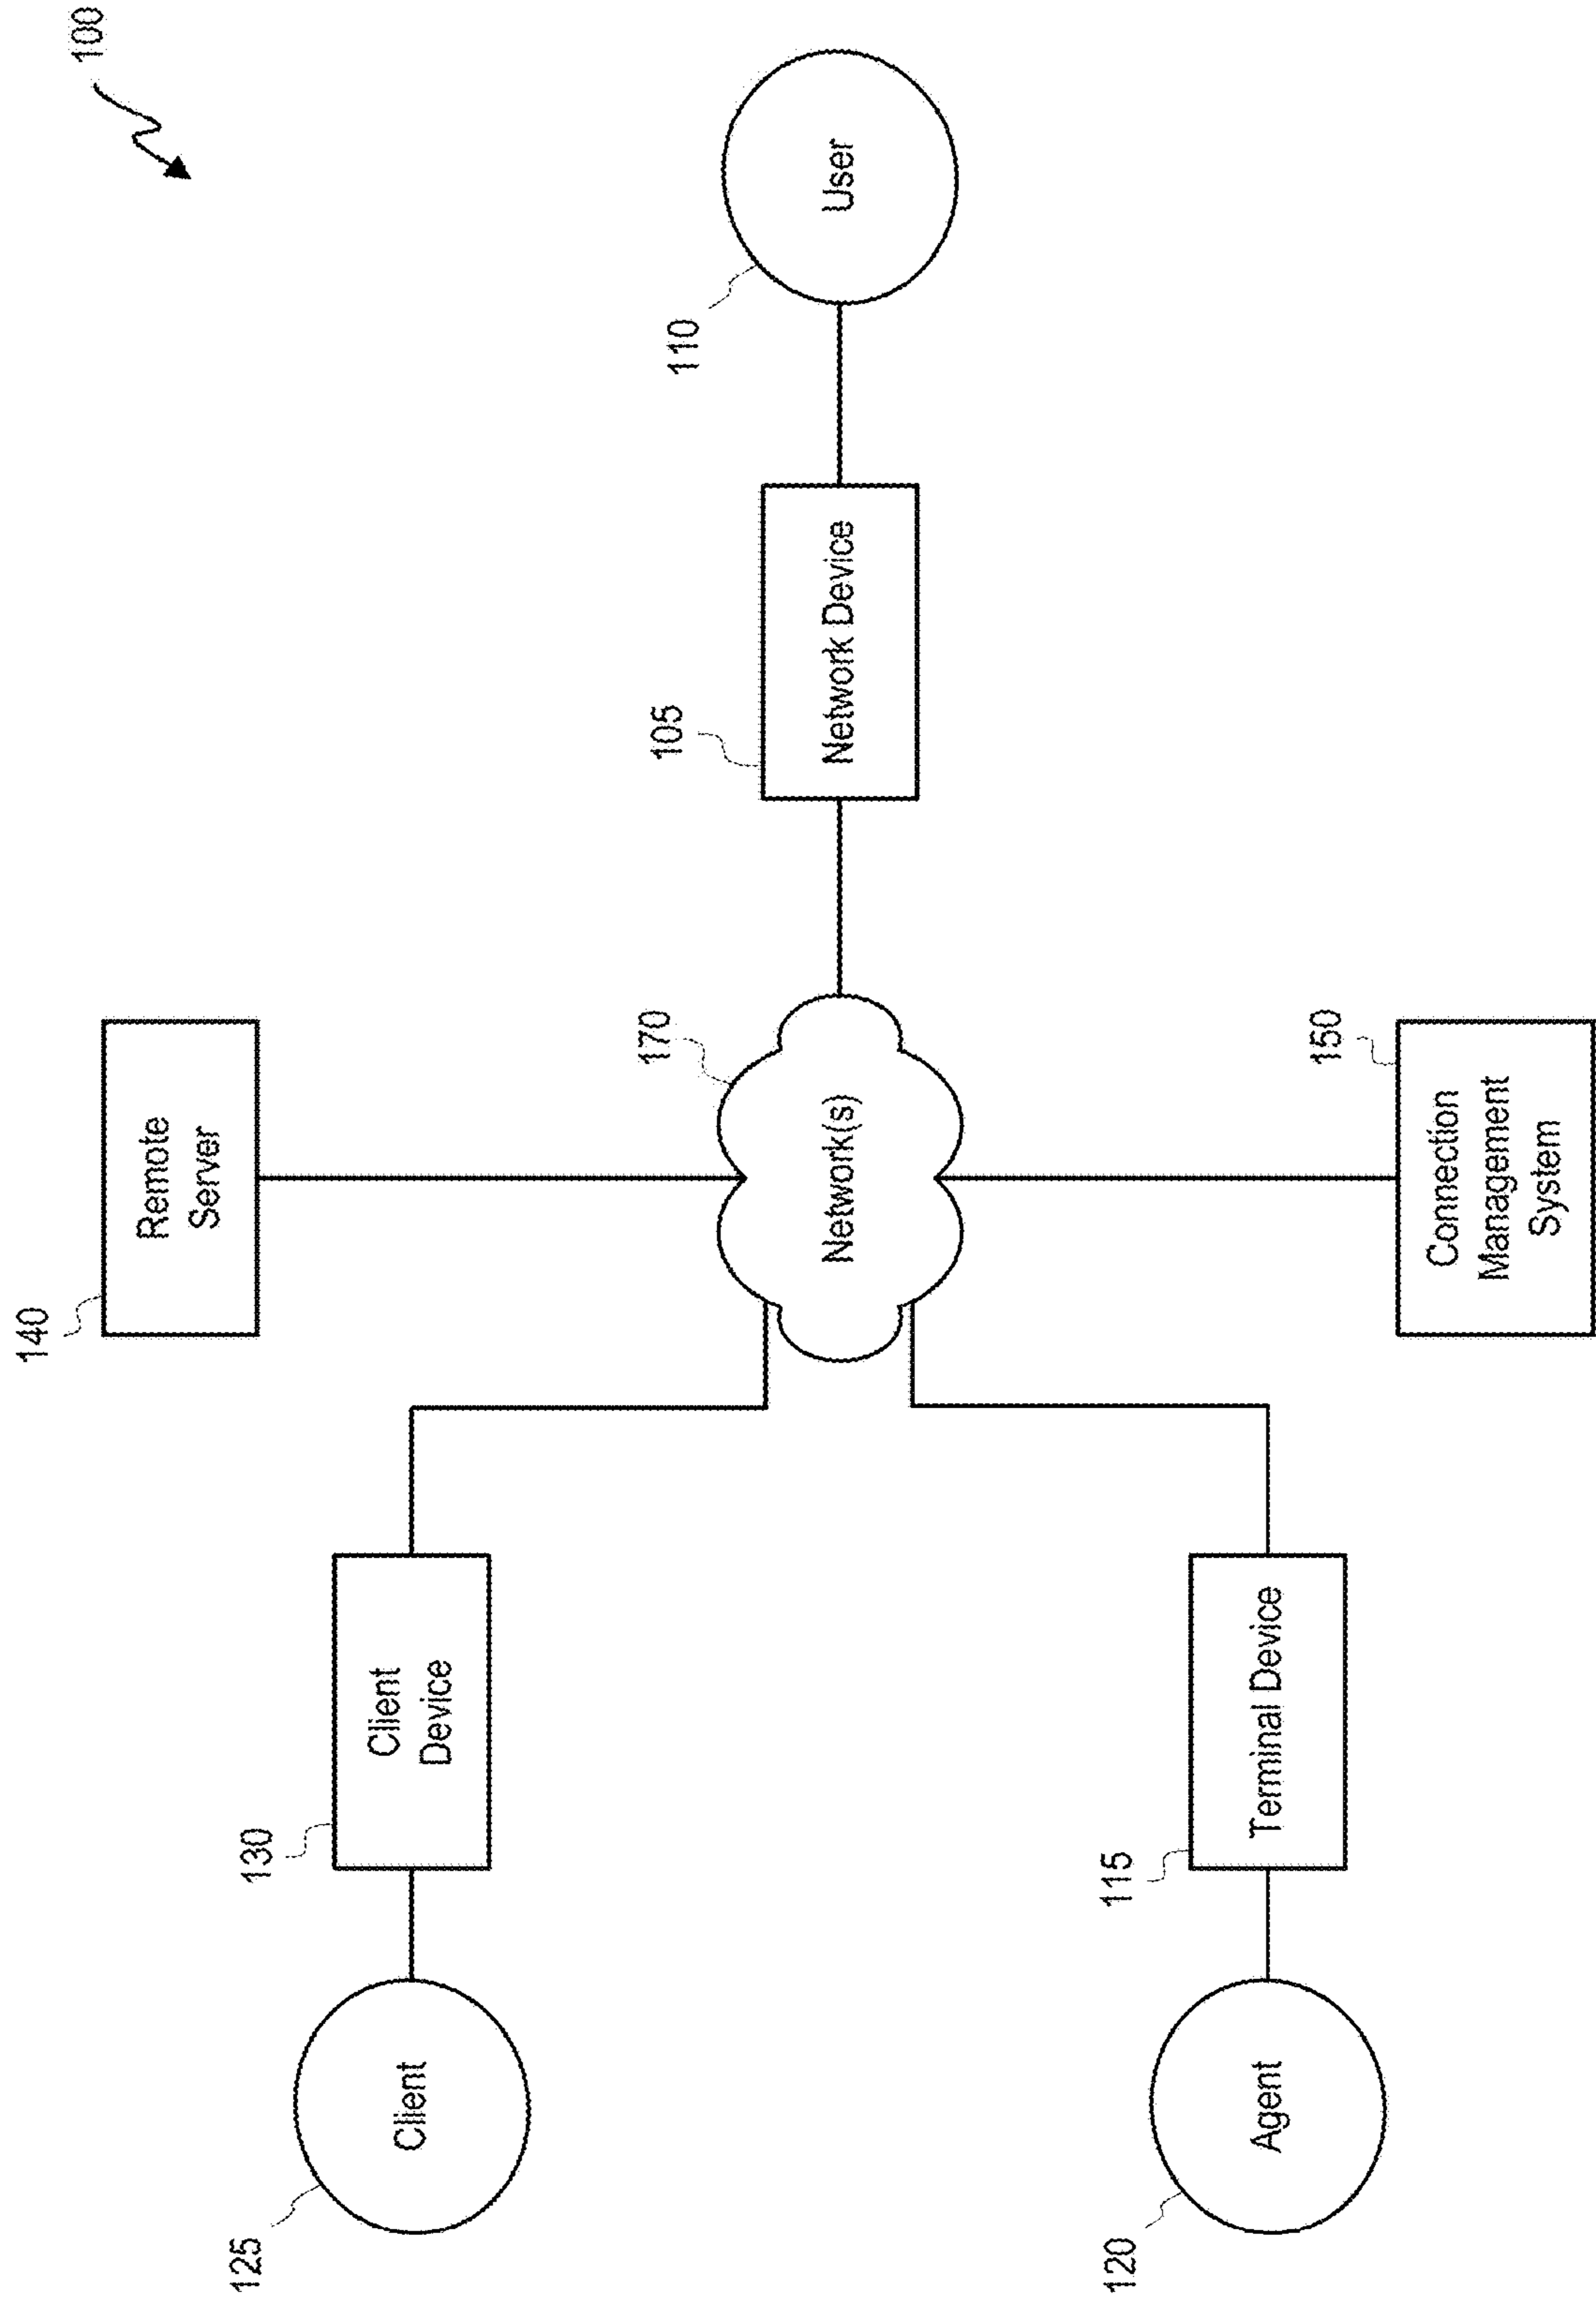 140
100
Remote
Server
125
130
Client
Client
Device
170
105
110
Network(s)
Network Device
User
120
115
150
Agent
Terminal Device
Connection
Management
System